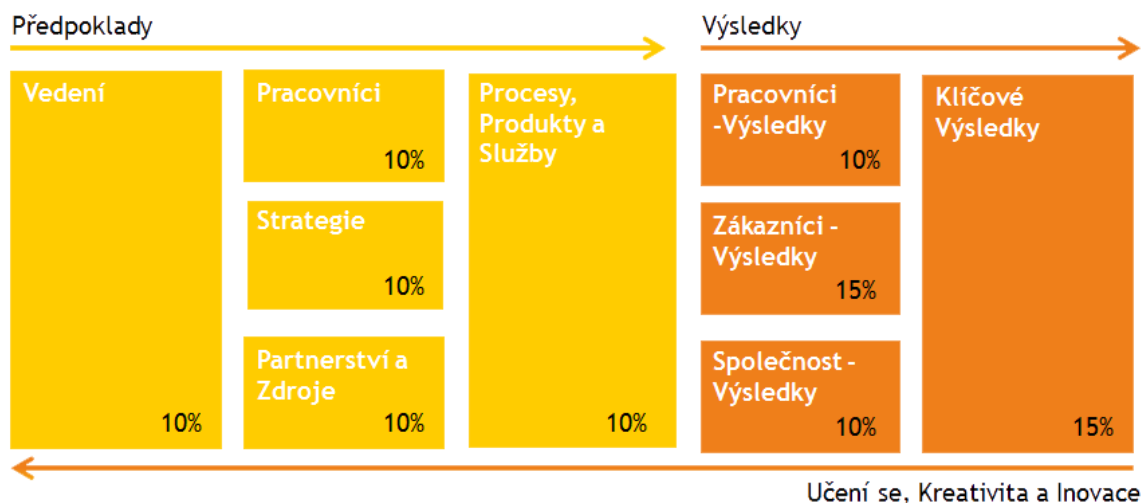 Předpoklady
Výsledky
Vedení
10%
Pracovníci
10%
Strategie
10%
Partnerství a
Zdroje
10%
Procesy,
Produkty a
Služby
10%
Pracovníci
-Výsledky
10%
Zákazníci -
Výsledky
15%
Společnost -
Výsledky
10%
Klíčové
Výsledky
15%
Učení se, Kreativita a Inovace